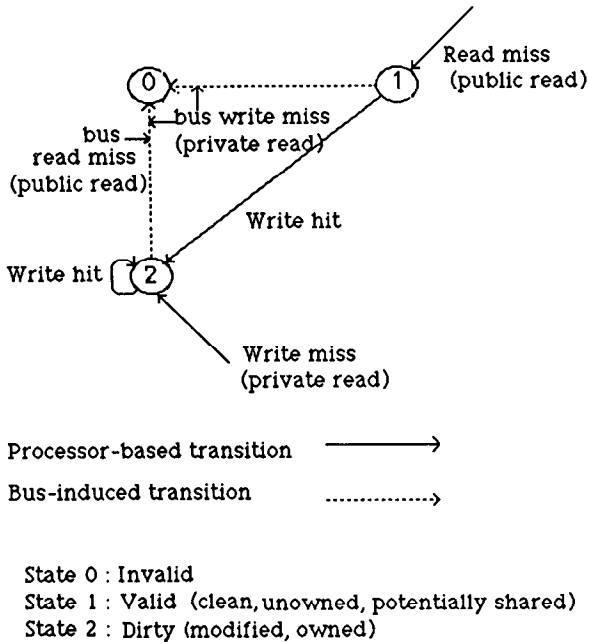 Read miss
(public read)
0
1
bus write miss
(private read)
bus
read miss
(public read)
Write hit
Write hit
2
Write miss
(private read)
Processor-based transition
Bus-induced transition
State 0 : Invalid
State 1 : Valid (clean, unowned, potentially shared)
State 2 : Dirty (modified, owned)